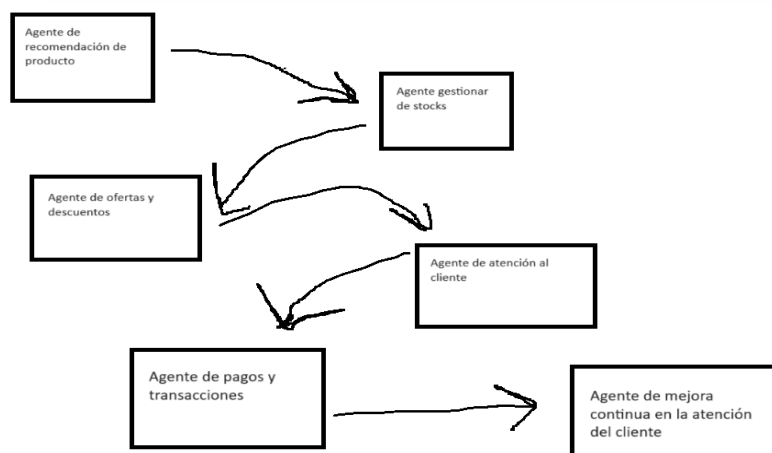 Agente de
recomendación de
producto
Agente gestionar
de stocks
Agente de ofertas y
descuentos
Agente de atención al
cliente
Agente de pagos y
transacciones
Agente de mejora
continua en la atención
del cliente